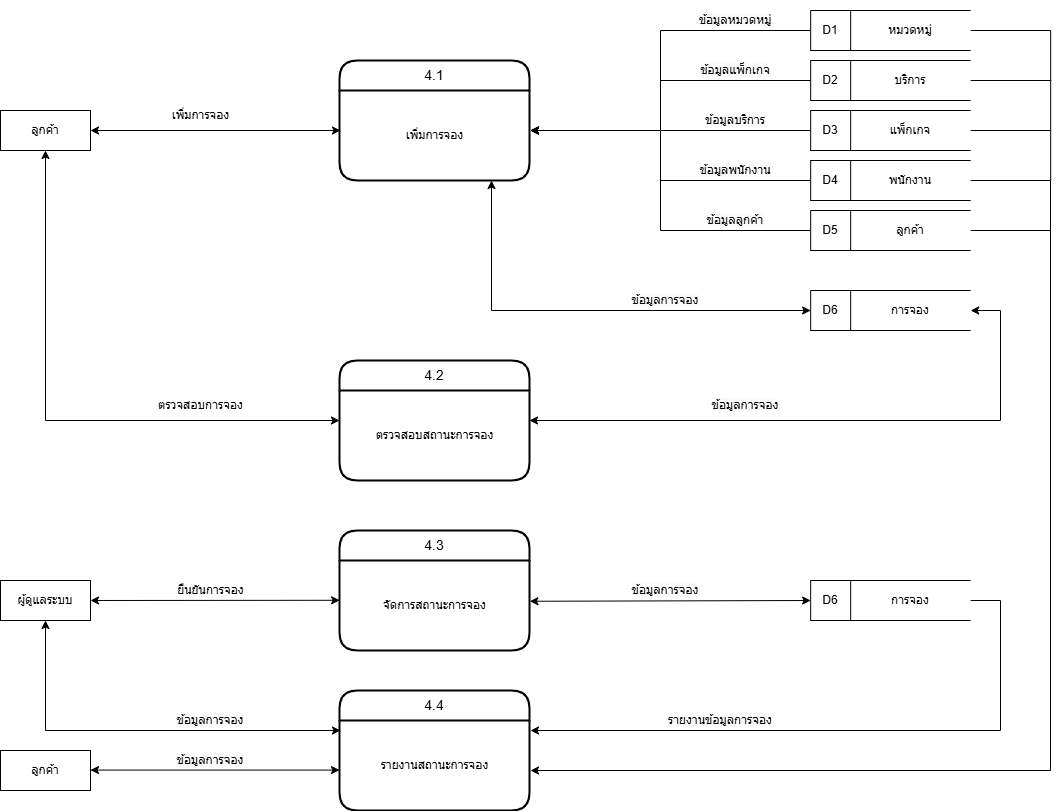 ข้อมูลหมวดหมู่
D1
หมวดหมู่
4.1
ข้อมูลแพ็กเกจ
D2
บริการ
ลูกค้า
เพิ่มการจอง
เพิ่มการจอง
ข้อมูลบริการ
D3
แพ็กเกจ
ข้อมูลพนักงาน
D4
พนักงาน
ข้อมูลลูกค้า
D5
ลูกค้า
ข้อมูลการจอง
D6
การจอง
4.2
ตรวจสอบการจอง
ตรวจสอบสถานะการจอง
ข้อมูลการจอง
4.3
ผู้ดูแลระบบ
ยืนยันการจอง
จัดการสถานะการจอง
ข้อมูลการจอง
D6
การจอง
4.4
ข้อมูลการจอง
รายงานข้อมูลการจอง
ลูกค้า
ข้อมูลการจอง
รายงานสถานะการจอง